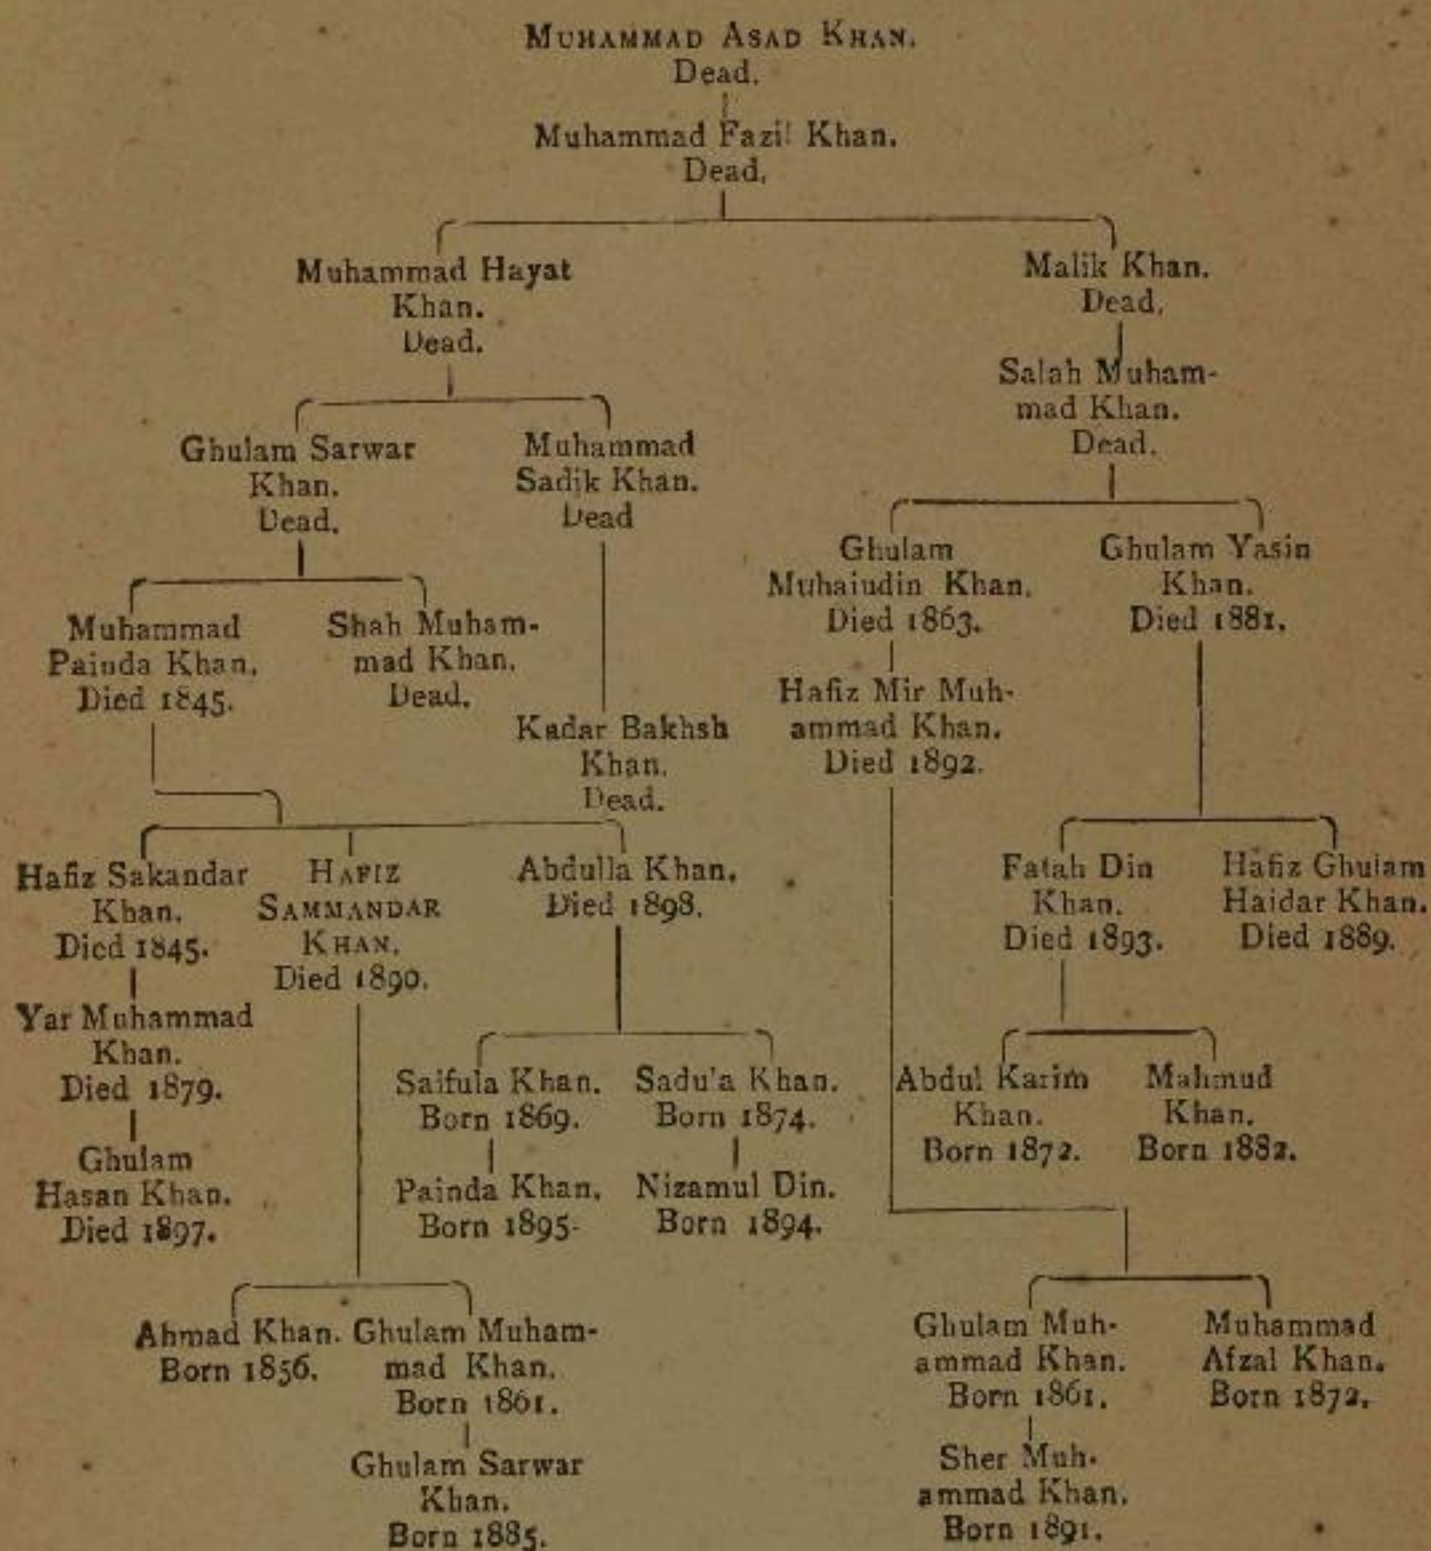 MUHAMMAD ASAD KHAN.
Dead.
Muhammad Fazil Khan.
Dead.
Muhammad Hayat
Khan.
Dead.
Malik Khan.
Dead.
Salah Muham-
mad Khan.
Dead.
Ghulam Sarwar
Khan.
Dead.
Muhammad
Sadik Khan.
Dead
Ghulam
Muhaiudin Khan.
Died 1863.
Ghulam Yasin
Khan.
Died 1881.
Muhammad
Painda Khan.
Died 1845.
Shah Muham-
mad Khan.
Dead.
Kadar Bakhsh
Khan.
Dead.
Hafiz Mir Muh-
ammad Khan.
Died 1892.
Hafiz Sakandar
Khan.
Died 1845.
HAFIZ
SAMMANDAR
KHAN.
Died 1890.
Abdulla Khan.
Died 1898.
Fatah Din
Khan.
Died 1893.
Hafiz Ghulam
Haidar Khan.
Died 1889.
Yar Muhammad
Khan.
Died 1879.
Ghulam
Hasan Khan.
Died 1897.
Saifula Khan.
Born 1869.
Painda Khan.
Born 1895.
Sadu'a Khan.
Born 1874.
Nizamul Din.
Born 1894.
Abdul Karim
Khan.
Born 1872.
Mahmud
Khan.
Born 1882.
Ahmad Khan.
Born 1856.
Ghulam Muham-
mad Khan.
Born 1861.
Ghulam Sarwar
Khan.
Born 1885.
Ghulam Muh-
ammad Khan.
Born 1861.
Sher Muh-
ammad Khan.
Born 1891.
Muhammad
Afzal Khan.
Born 1872.